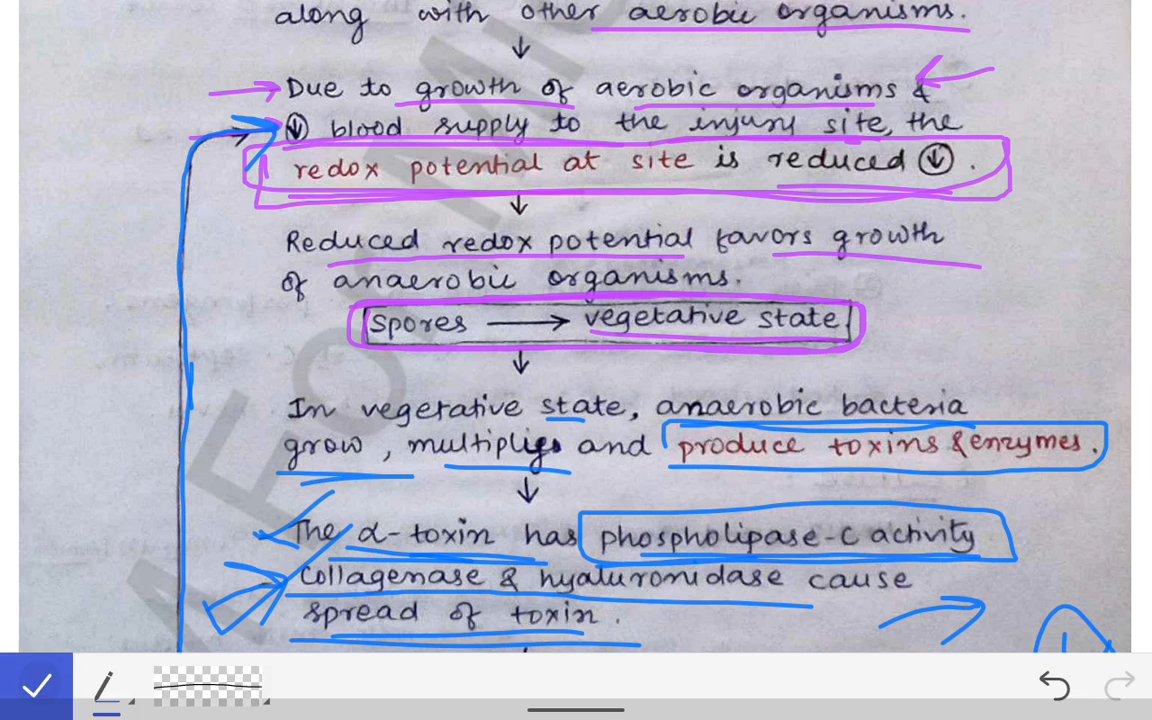 along with other aerobic organisms.
↓
→ Due to growth of aerobic organisms &
↓ blood supply to the injury site, the
redox potential at site is reduced ↓.
↓
Reduced redox potential favors growth
of anaerobic organisms.
Spores → vegetative state
↓
In vegetative state, anaerobic bacteria
grow, multiplies and produce toxins & enzymes.
↓
The α-toxin has phospholipase-C activity
Collagenase & hyaluronidase cause
spread of toxin.